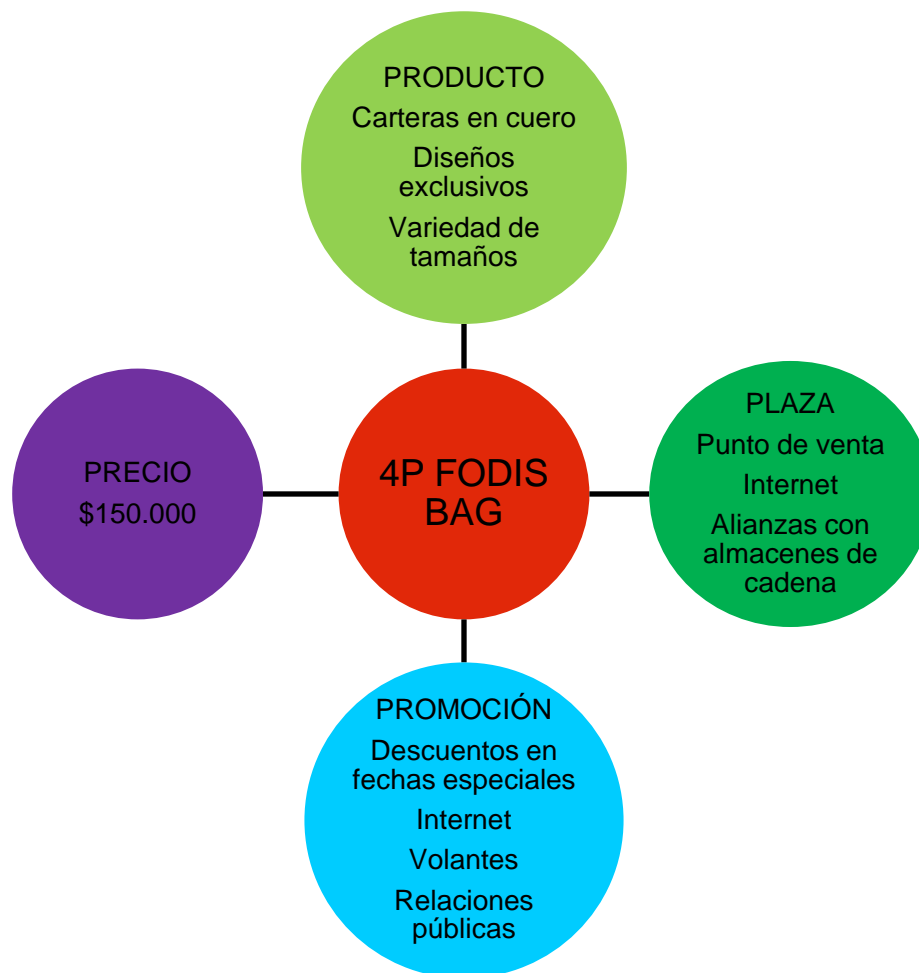 PRODUCTO
Carteras en cuero
Diseños
exclusivos
Variedad de
tamaños
PRECIO
$150.000
4P FODIS
BAG
PLAZA
Punto de venta
Internet
Alianzas con
almacenes de
cadena
PROMOCIÓN
Descuentos en
fechas especiales
Internet
Volantes
Relaciones
públicas